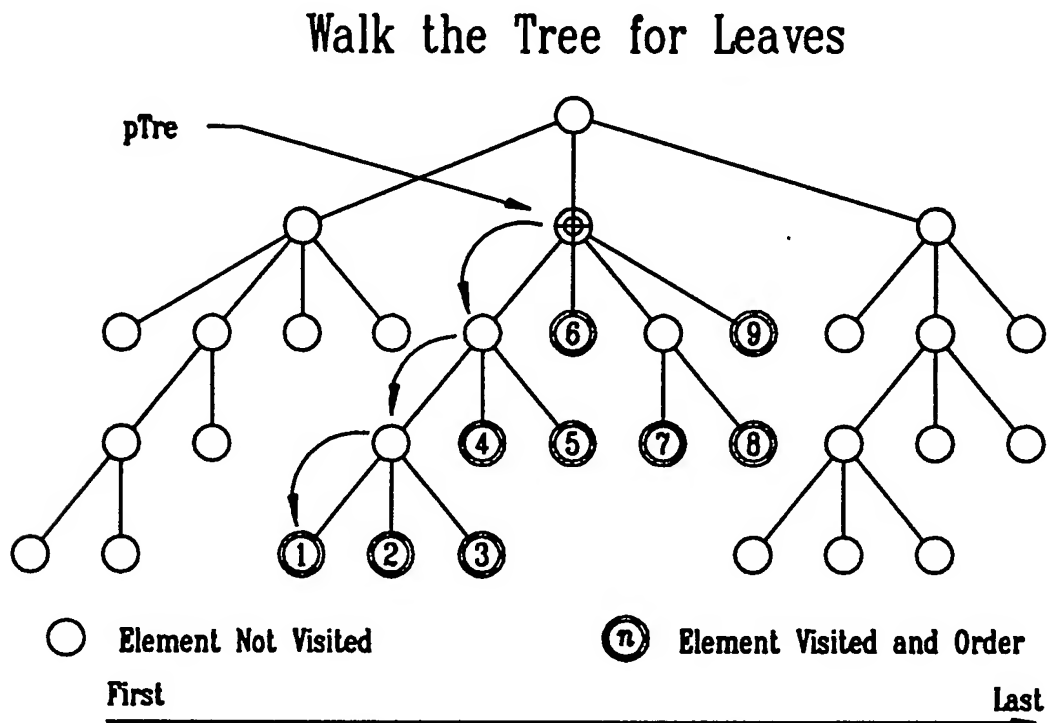 Walk the Tree for Leaves
pTre
6 9
4 5 7 8
1 2 3
Element Not Visited
n Element Visited and Order
First Last